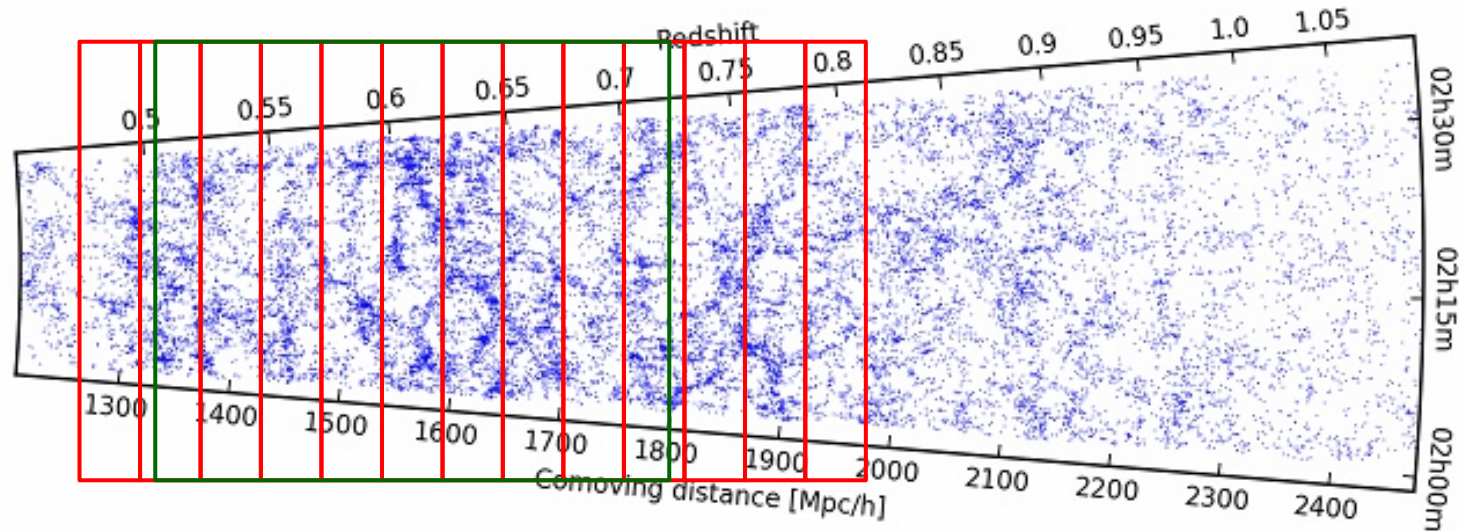 Redshift
0.5 0.55 0.6 0.65 0.7 0.75 0.8 0.85 0.9 0.95 1.0 1.05
02h30m
02h15m
02h00m
1300 1400 1500 1600 1700 1800 1900 2000 2100 2200 2300 2400
Comoving distance [Mpc/h]